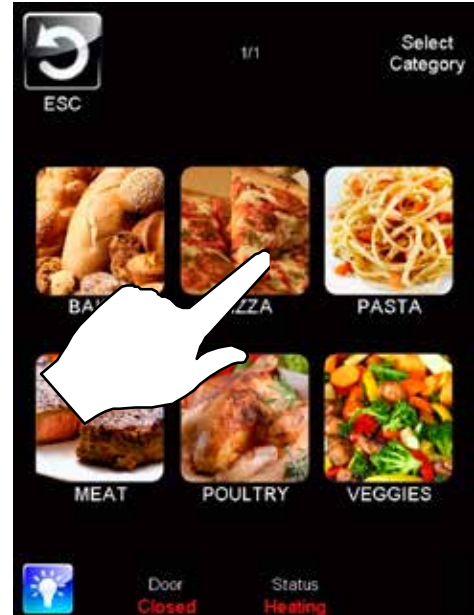 1/1
Select
Category
ESC
PASTA
MEAT
POULTRY
VEGGIES
Door
Status
Closed
Heating